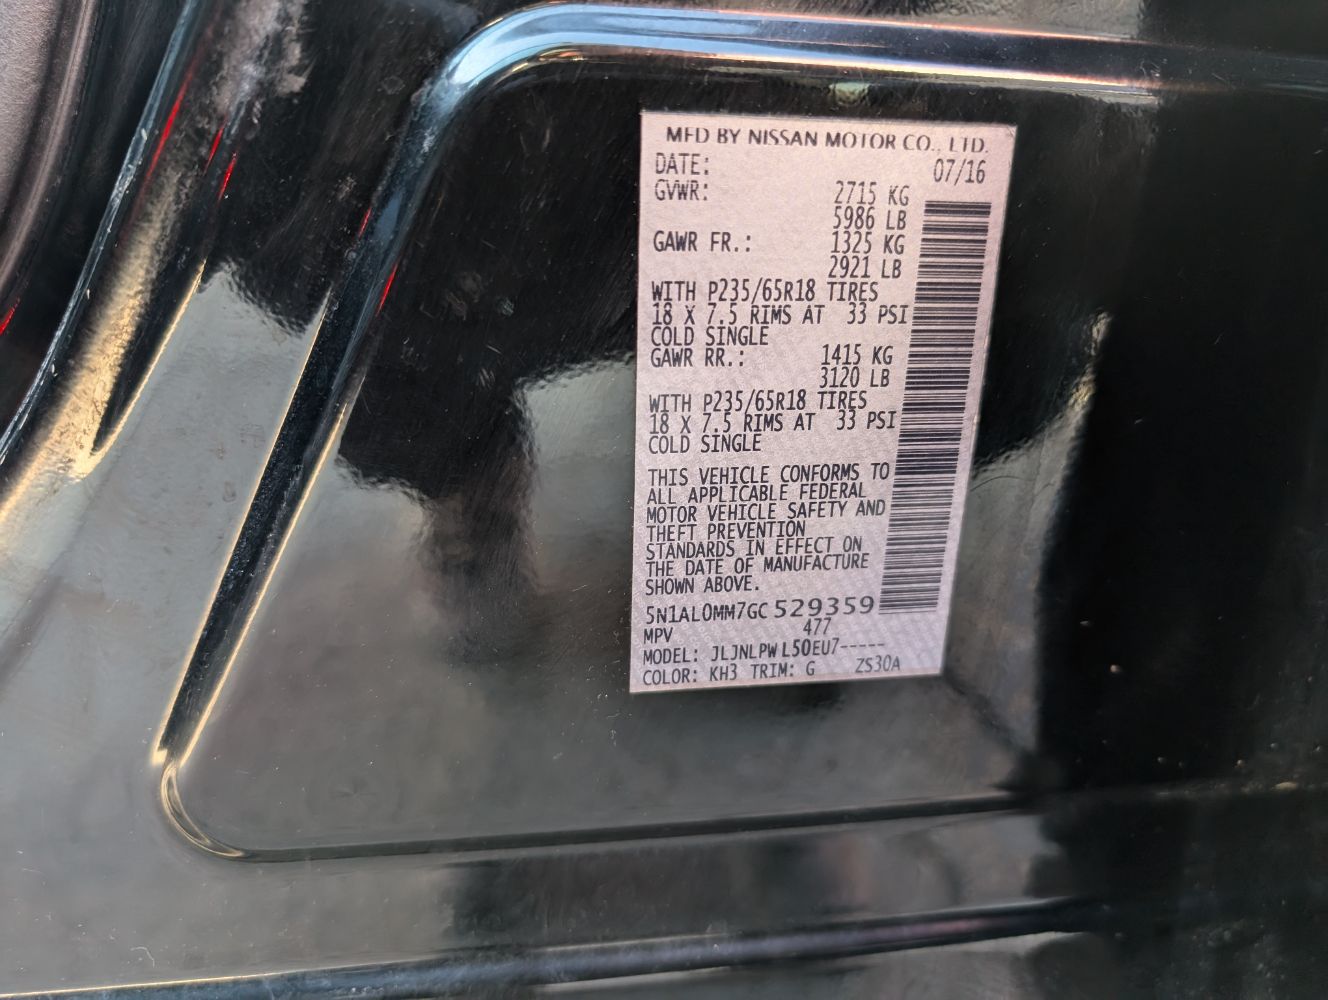 MFD BY NISSAN MOTOR CO., LTD.
DATE: 07/16
GVWR: 2715 KG
5986 LB
GAWR FR.: 1325 KG
2921 LB
WITH P235/65R18 TIRES
18 X 7.5 RIMS AT 33 PSI
COLD SINGLE
GAWR RR.: 1415 KG
3120 LB
WITH P235/65R18 TIRES
18 X 7.5 RIMS AT 33 PSI
COLD SINGLE
THIS VEHICLE CONFORMS TO
ALL APPLICABLE FEDERAL
MOTOR VEHICLE SAFETY AND
THEFT PREVENTION
STANDARDS IN EFFECT ON
THE DATE OF MANUFACTURE
SHOWN ABOVE.
5N1AL0MM7GC529359
MPV 477
MODEL: JLJNLPWL50EU7-----
COLOR: KH3 TRIM: G ZS30A